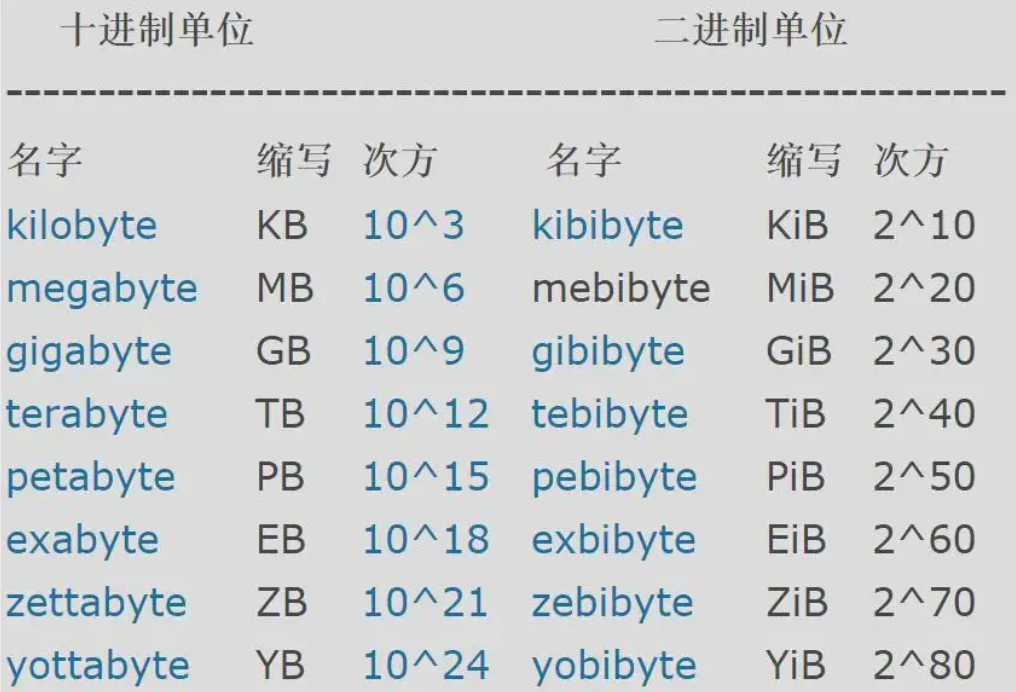 十进制单位 二进制单位
------------------------------------------------------
名字 缩写 次方 名字 缩写 次方
kilobyte KB 10^3 kibibyte KiB 2^10
megabyte MB 10^6 mebibyte MiB 2^20
gigabyte GB 10^9 gibibyte GiB 2^30
terabyte TB 10^12 tebibyte TiB 2^40
petabyte PB 10^15 pebibyte PiB 2^50
exabyte EB 10^18 exbibyte EiB 2^60
zettabyte ZB 10^21 zebibyte ZiB 2^70
yottabyte YB 10^24 yobibyte YiB 2^80